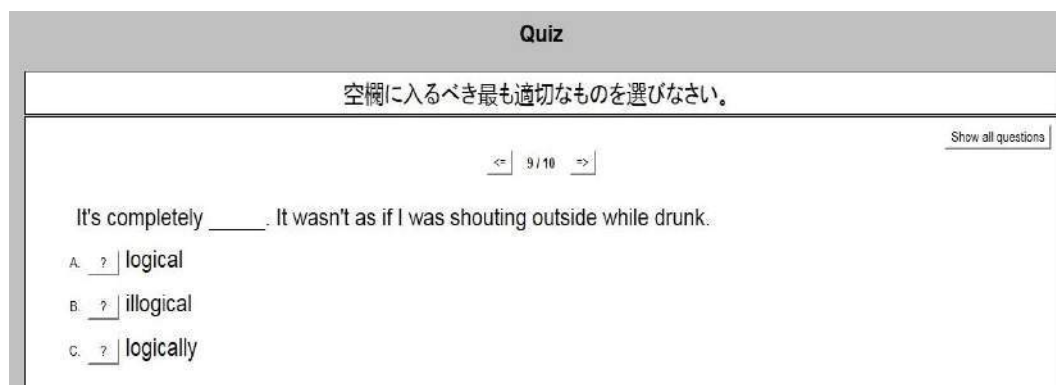 Quiz
空欄に入るべき最も適切なものを選びなさい。
Show all questions
<= 9 / 10 =>
It's completely _____. It wasn't as if I was shouting outside while drunk.
A. ? logical
B. ? illogical
C. ? logically